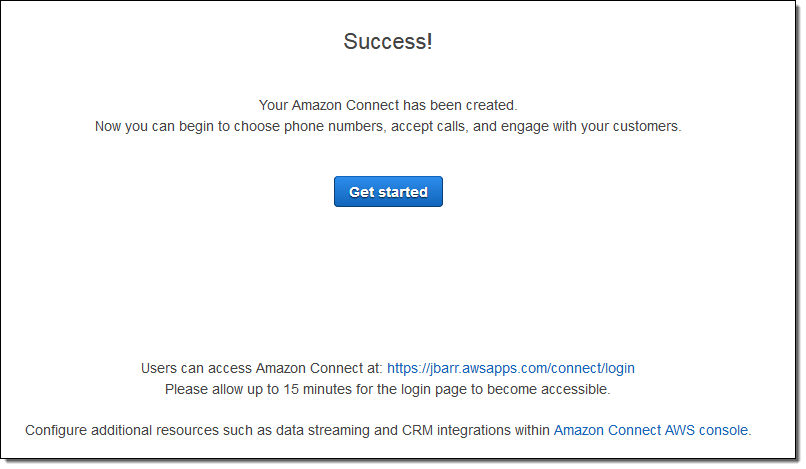 Success!
Your Amazon Connect has been created.
Now you can begin to choose phone numbers, accept calls, and engage with your customers.
Get started
Users can access Amazon Connect at: https://jbarr.awsapps.com/connect/login
Please allow up to 15 minutes for the login page to become accessible.
Configure additional resources such as data streaming and CRM integrations within Amazon Connect AWS console.